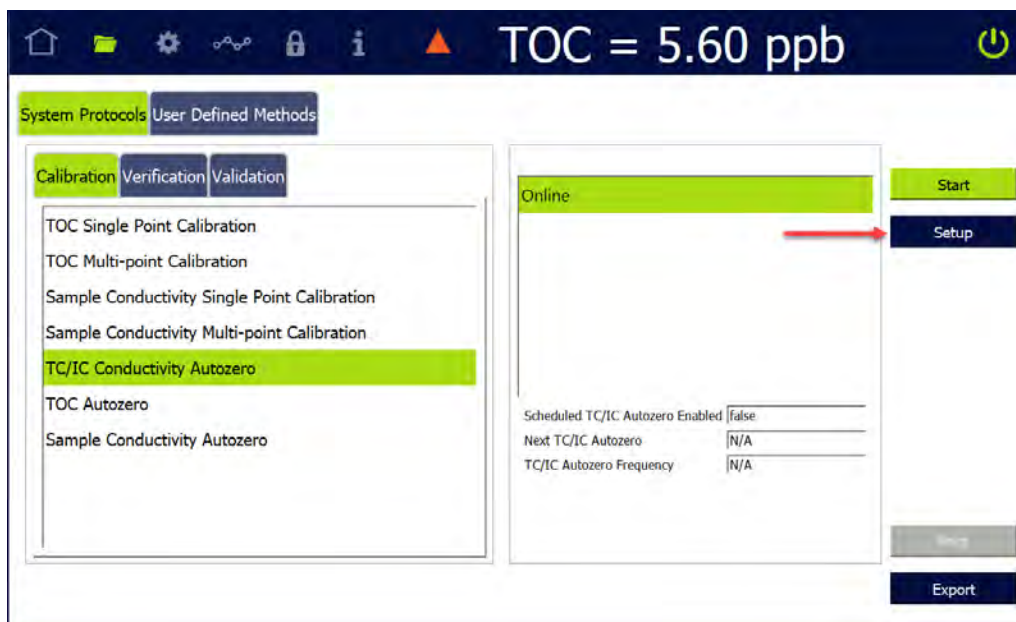 TOC = 5.60 ppb
System Protocols User Defined Methods
Calibration Verification Validation
TOC Single Point Calibration
TOC Multi-point Calibration
Sample Conductivity Single Point Calibration
Sample Conductivity Multi-point Calibration
TC/IC Conductivity Autozero
TOC Autozero
Sample Conductivity Autozero
Online
Scheduled TC/IC Autozero Enabled false
Next TC/IC Autozero N/A
TC/IC Autozero Frequency N/A
Start
Setup
Export